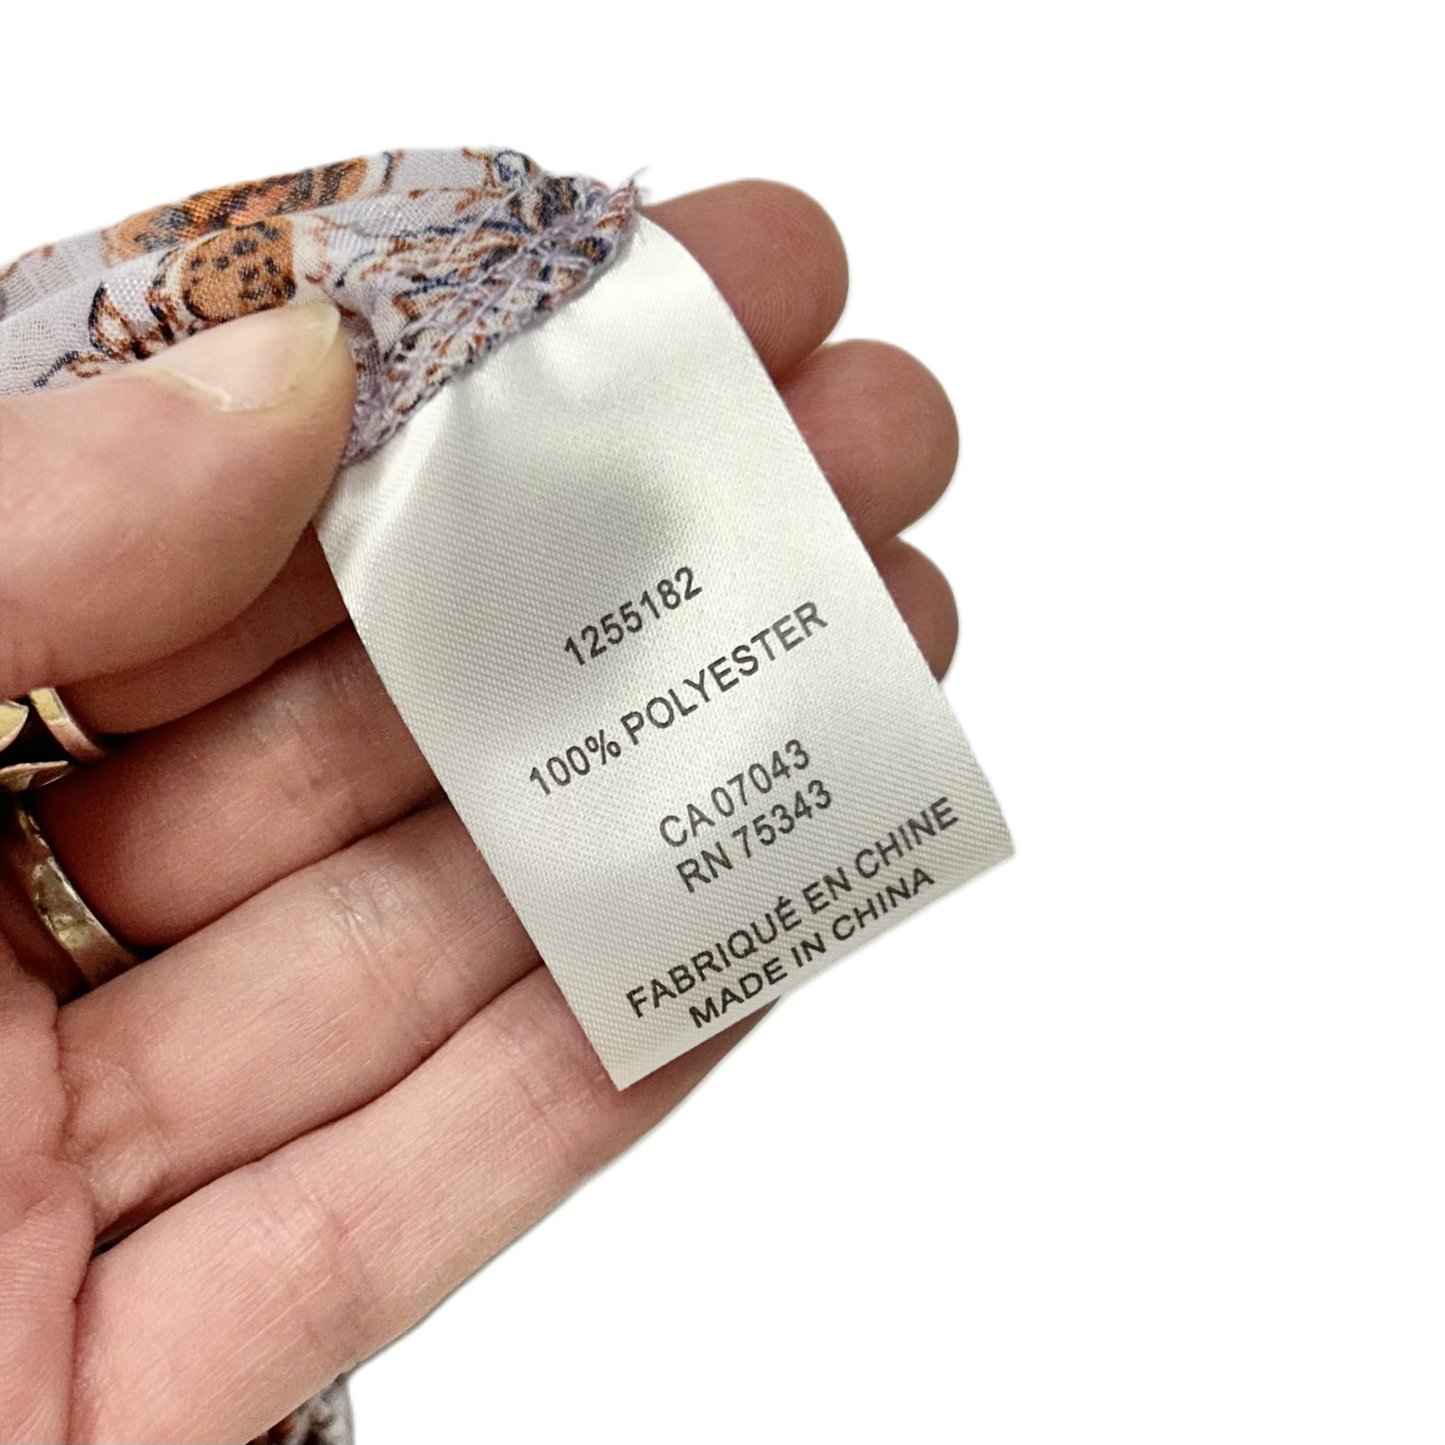 1255182
100% POLYESTER
CA 07043
RN 75343
FABRIQUÉ EN CHINE
MADE IN CHINA